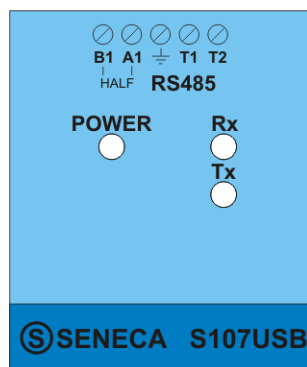 B1 A1 T1 T2
HALF RS485
POWER Rx
Tx
S SENECA S107USB